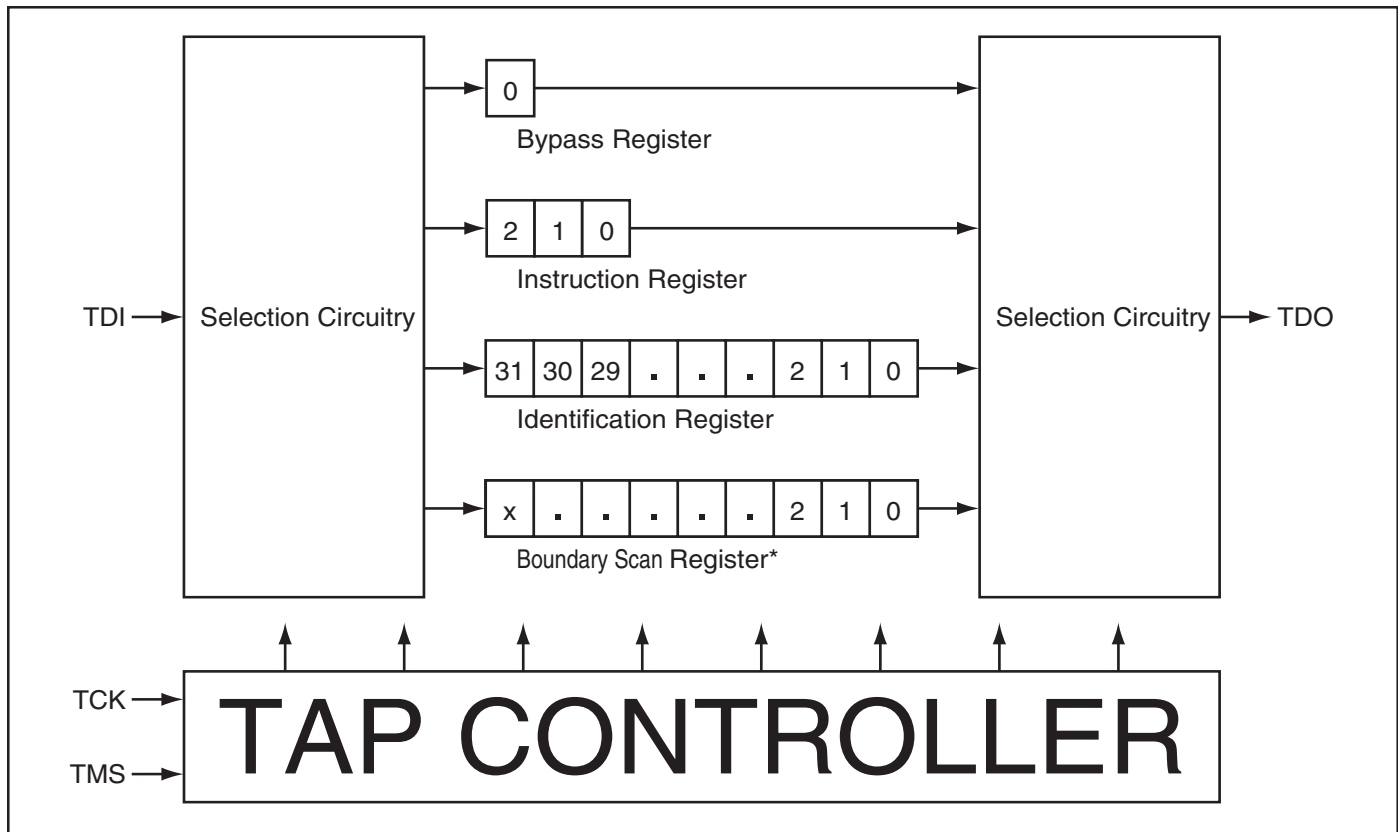 0
Bypass Register
2 1 0
Instruction Register
TDI
Selection Circuitry
Selection Circuitry
TDO
31 30 29 . . . 2 1 0
Identification Register
x . . . . . 2 1 0
Boundary Scan Register*
TCK
TAP CONTROLLER
TMS